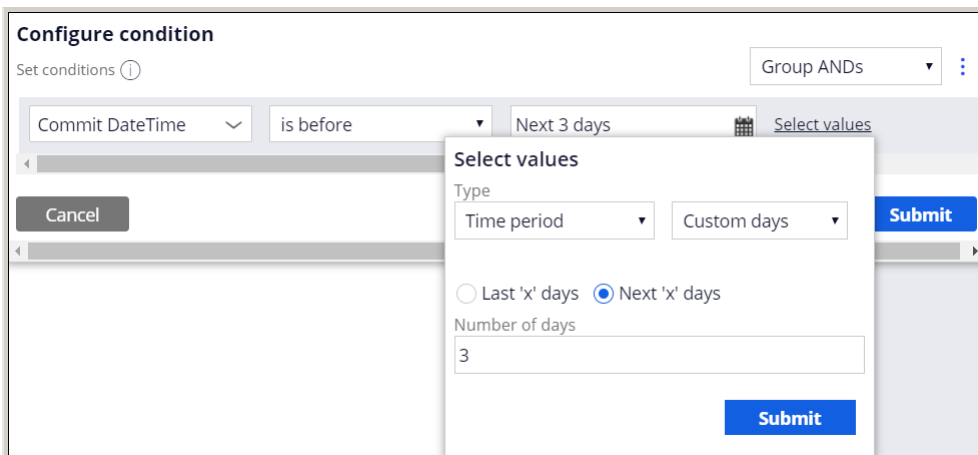 Configure condition
Set conditions
Group ANDs
Commit DateTime is before Next 3 days Select values
Select values
Type
Time period Custom days
Cancel Submit
Last 'x' days Next 'x' days
Number of days
3
Submit